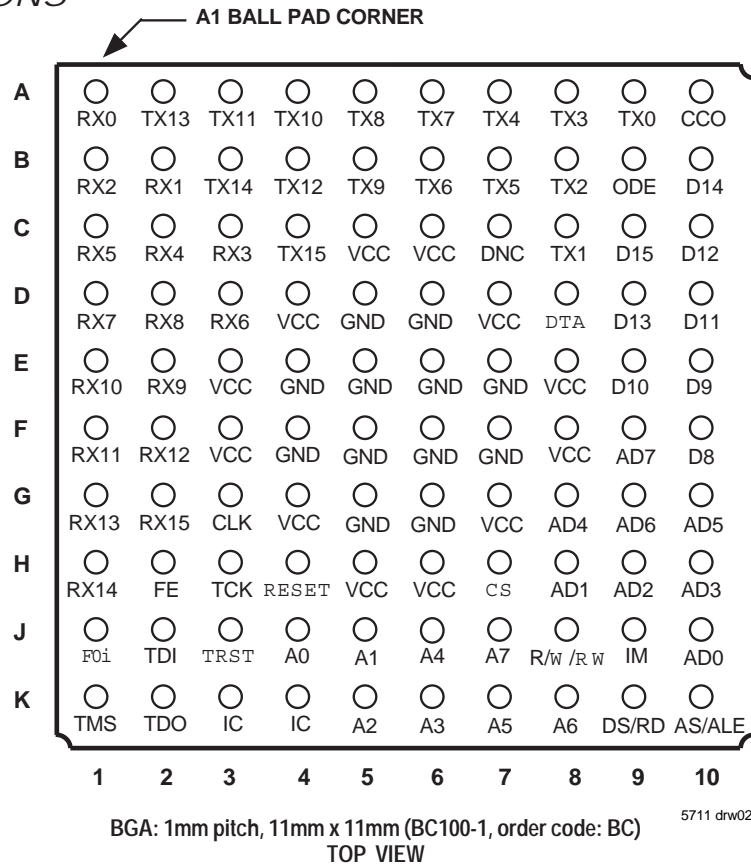 A1 BALL PAD CORNER
A
RX0 TX13 TX11 TX10 TX8 TX7 TX4 TX3 TX0 CCO
B
RX2 RX1 TX14 TX12 TX9 TX6 TX5 TX2 ODE D14
C
RX5 RX4 RX3 TX15 VCC VCC DNC TX1 D15 D12
D
RX7 RX8 RX6 VCC GND GND VCC DTA D13 D11
E
RX10 RX9 VCC GND GND GND GND VCC D10 D9
F
RX11 RX12 VCC GND GND GND GND VCC AD7 D8
G
RX13 RX15 CLK VCC GND GND VCC AD4 AD6 AD5
H
RX14 FE TCK RESET VCC VCC CS AD1 AD2 AD3
J
F0i TDI TRST A0 A1 A4 A7 R/W /R W IM AD0
K
TMS TDO IC IC A2 A3 A5 A6 DS/RD AS/ALE
1 2 3 4 5 6 7 8 9 10
5711 drw02
BGA: 1mm pitch, 11mm x 11mm (BC100-1, order code: BC)
TOP VIEW